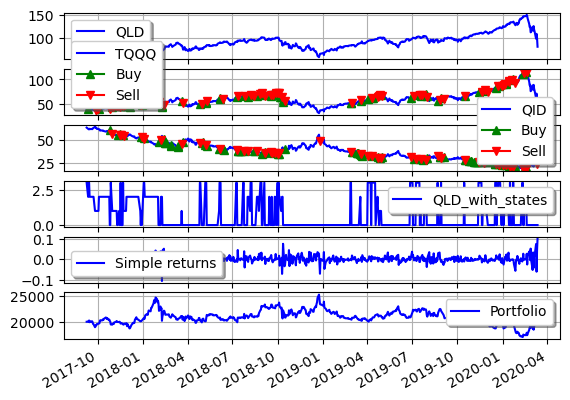 150
100
QLD
100
50
TQQQ
Buy
Sell
50
25
QID
Buy
Sell
2.5
0.0
QLD_with_states
0.1
0.0
-0.1
Simple returns
25000
20000
Portfolio
2017-10
2018-01
2018-04
2018-07
2018-10
2019-01
2019-04
2019-07
2019-10
2020-01
2020-04